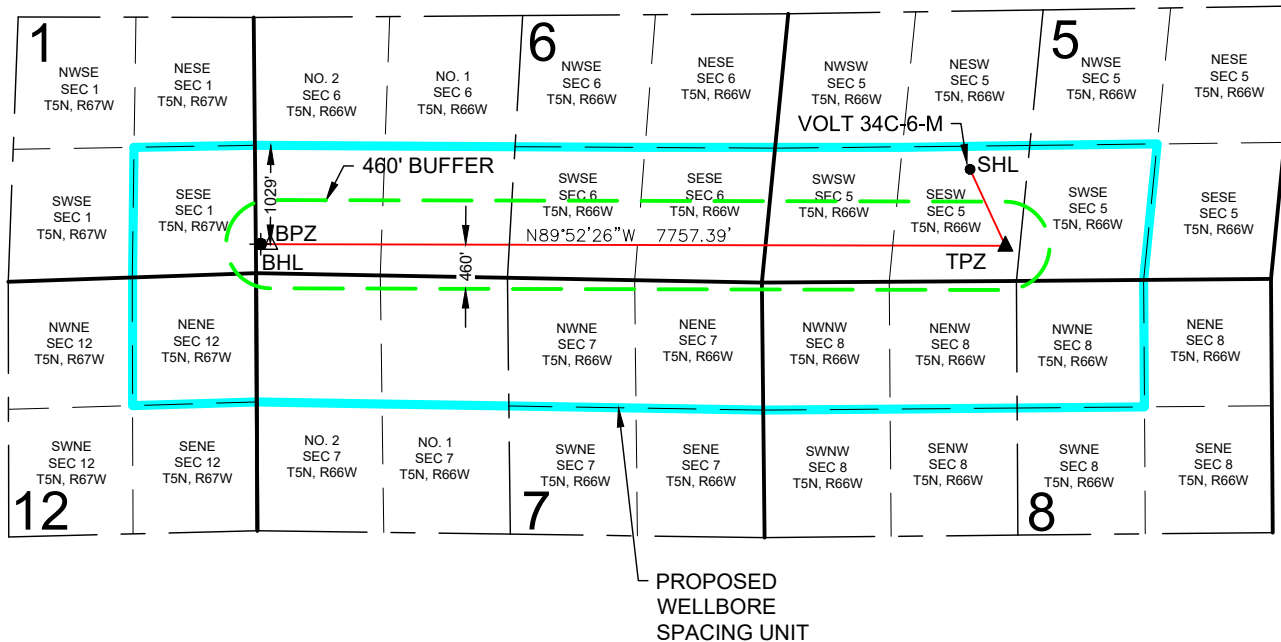 1
6
5
NWSE
SEC 1
T5N, R67W
NESE
SEC 1
T5N, R67W
NO. 2
SEC 6
T5N, R66W
NO. 1
SEC 6
T5N, R66W
NWSE
SEC 6
T5N, R66W
NESE
SEC 6
T5N, R66W
NWSW
SEC 5
T5N, R66W
NESW
SEC 5
T5N, R66W
NWSE
SEC 5
T5N, R66W
NESE
SEC 5
T5N, R66W
VOLT 34C-6-M
SHL
460' BUFFER
1029'
SWSE
SEC 1
T5N, R67W
SESE
SEC 1
T5N, R67W
SWSE
SEC 6
T5N, R66W
SESE
SEC 6
T5N, R66W
SWSW
SEC 5
T5N, R66W
SESW
SEC 5
T5N, R66W
SWSE
SEC 5
T5N, R66W
SESE
SEC 5
T5N, R66W
BPZ
BHL
N89°52'26"W 7757.39'
460'
TPZ
NWNE
SEC 12
T5N, R67W
NENE
SEC 12
T5N, R67W
NWNE
SEC 7
T5N, R66W
NENE
SEC 7
T5N, R66W
NWNW
SEC 8
T5N, R66W
NENW
SEC 8
T5N, R66W
NWNE
SEC 8
T5N, R66W
NENE
SEC 8
T5N, R66W
SWNE
SEC 12
T5N, R67W
SENE
SEC 12
T5N, R67W
NO. 2
SEC 7
T5N, R66W
NO. 1
SEC 7
T5N, R66W
SWNE
SEC 7
T5N, R66W
SENE
SEC 7
T5N, R66W
SWNW
SEC 8
T5N, R66W
SENW
SEC 8
T5N, R66W
SWNE
SEC 8
T5N, R66W
SENE
SEC 8
T5N, R66W
12
7
8
PROPOSED
WELLBORE
SPACING UNIT